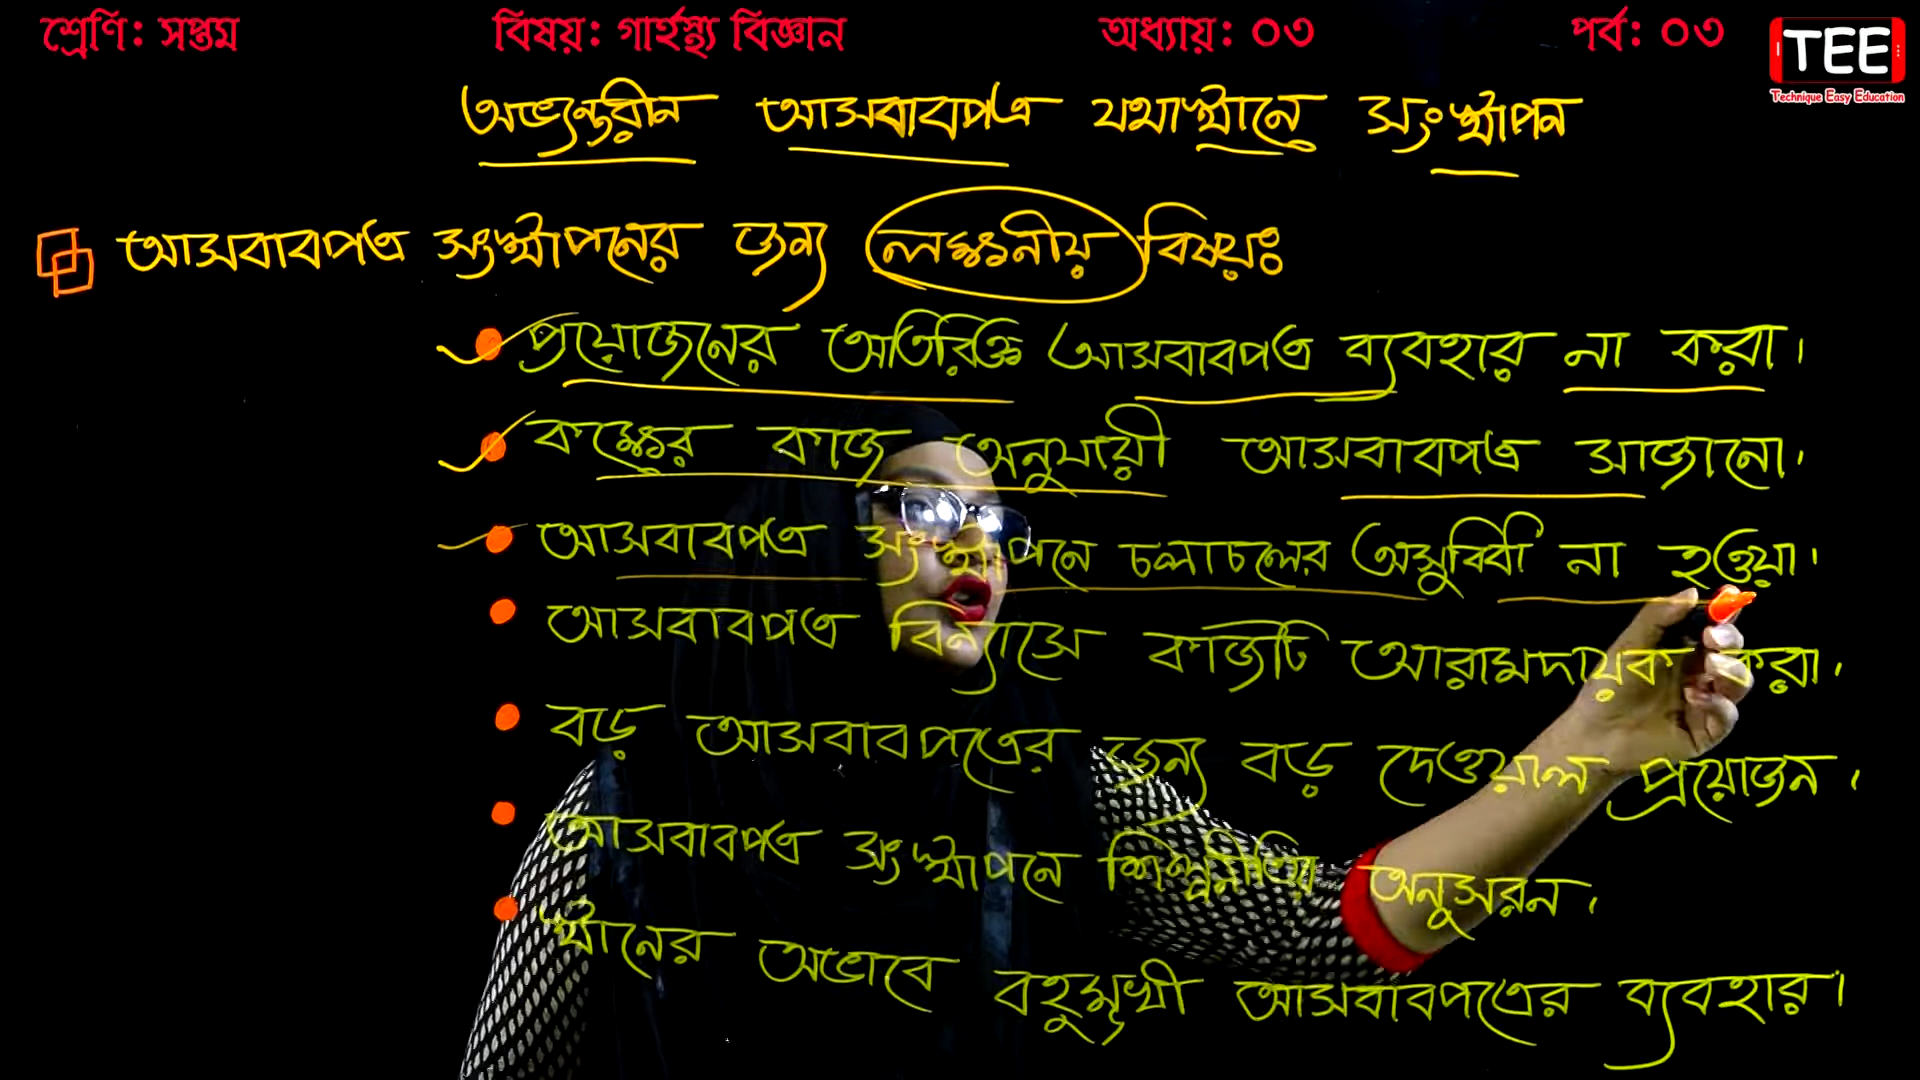 শ্রেণি: সপ্তম বিষয়: গার্হস্থ্য বিজ্ঞান অধ্যায়: ০৩ পর্ব: ০৩
TEE
Technique Easy Education
অভ্যন্তরীন আসবাবপত্র যথাস্থানে সংস্থাপন
আসবাবপত্র সংস্থাপনের জন্য লক্ষনীয় বিষয়ঃ
প্রয়োজনের অতিরিক্ত আসবাবপত্র ব্যবহার না করা।
কক্ষের কাজ অনুযায়ী আসবাবপত্র সাজানো।
আসবাবপত্র সংস্থাপনে চলাচলের অসুবিধা না হওয়া।
আসবাবপত্র বিন্যাসে কাজটি আরামদায়ক করা।
বড় আসবাবপত্রের জন্য বড় দেওয়াল প্রয়োজন।
আসবাবপত্র সংস্থাপনে শিল্পনীতির অনুসরন।
স্থানের অভাবে বহুমূখী আসবাবপত্রের ব্যবহার।